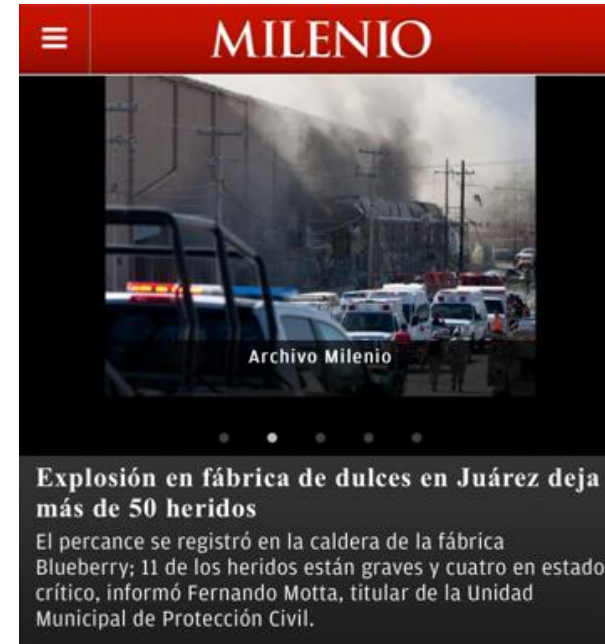 MILENIO
Archivo Milenio
Explosión en fábrica de dulces en Juárez deja
más de 50 heridos
El percance se registró en la caldera de la fábrica
Blueberry; 11 de los heridos están graves y cuatro en estado
crítico, informó Fernando Motta, titular de la Unidad
Municipal de Protección Civil.